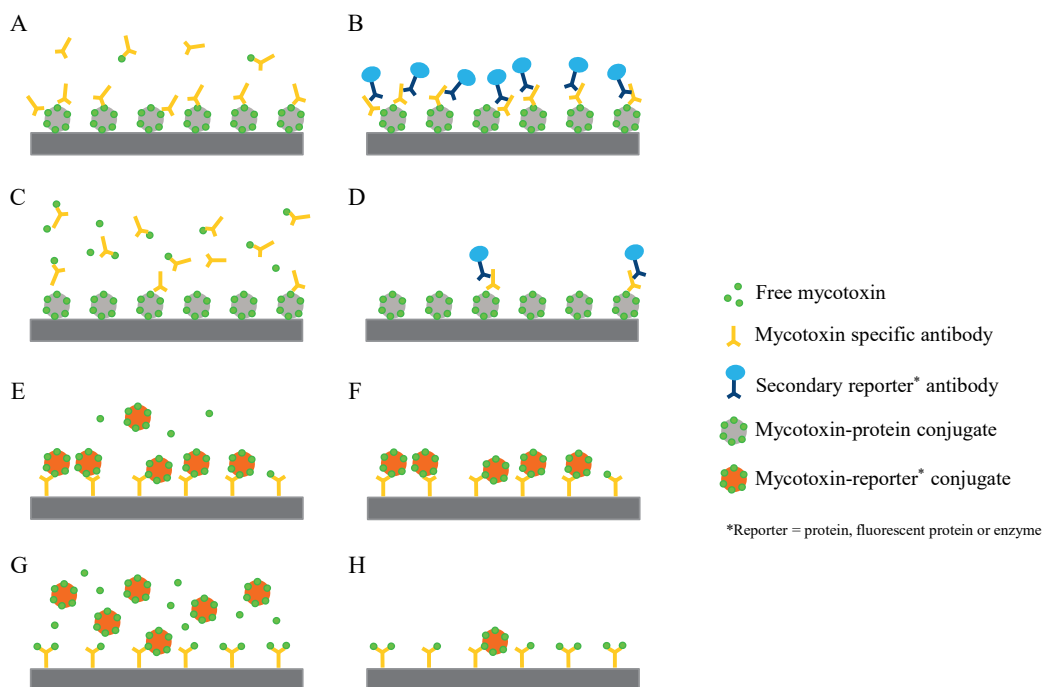 A
B
C
D
E
F
G
H
Free mycotoxin
Mycotoxin specific antibody
Secondary reporter* antibody
Mycotoxin-protein conjugate
Mycotoxin-reporter* conjugate
*Reporter = protein, fluorescent protein or enzyme